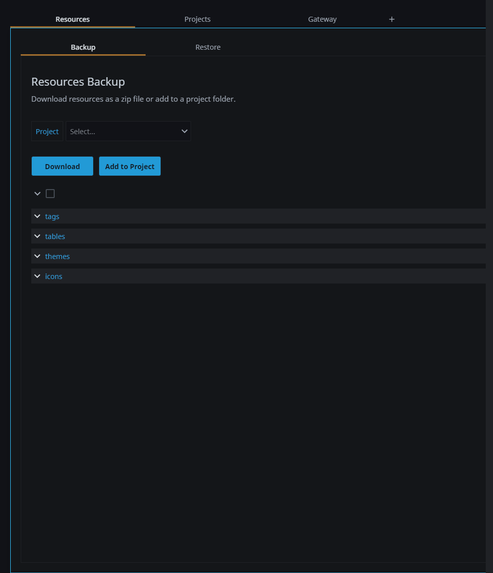 Resources Projects Gateway +
Backup Restore
Resources Backup
Download resources as a zip file or add to a project folder.
Project Select...
Download Add to Project
tags
tables
themes
icons